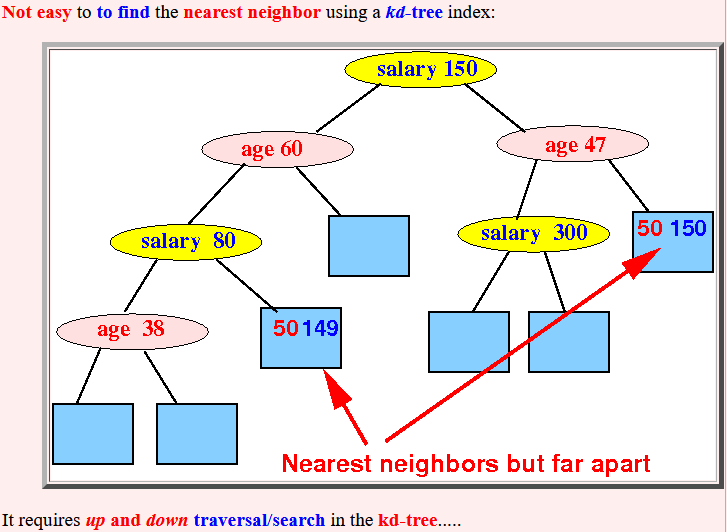 Not easy to to find the nearest neighbor using a kd-tree index:
salary 150
age 60
age 47
salary 80
salary 300
50 150
age 38
50 149
Nearest neighbors but far apart
It requires up and down traversal/search in the kd-tree.....